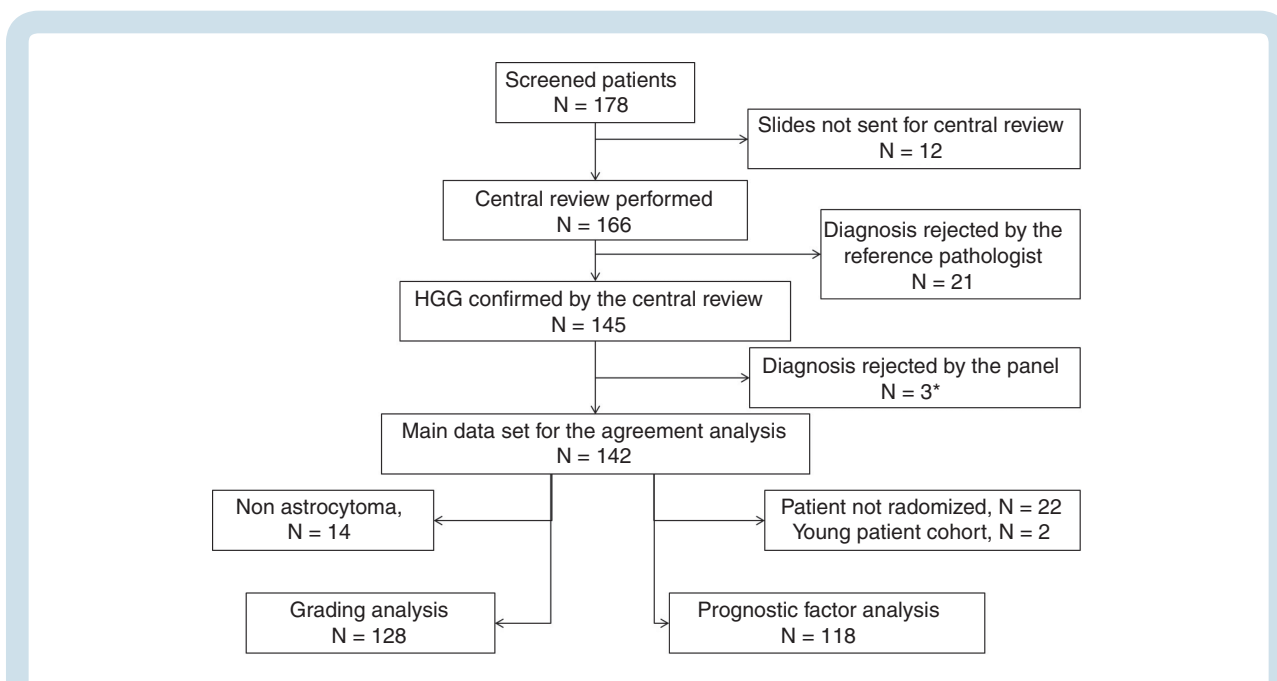 Screened patients
N = 178
Slides not sent for central review
N = 12
Central review performed
N = 166
Diagnosis rejected by the
reference pathologist
N = 21
HGG confirmed by the central review
N = 145
Diagnosis rejected by the panel
N = 3*
Main data set for the agreement analysis
N = 142
Non astrocytoma,
N = 14
Patient not radomized, N = 22
Young patient cohort, N = 2
Grading analysis
N = 128
Prognostic factor analysis
N = 118